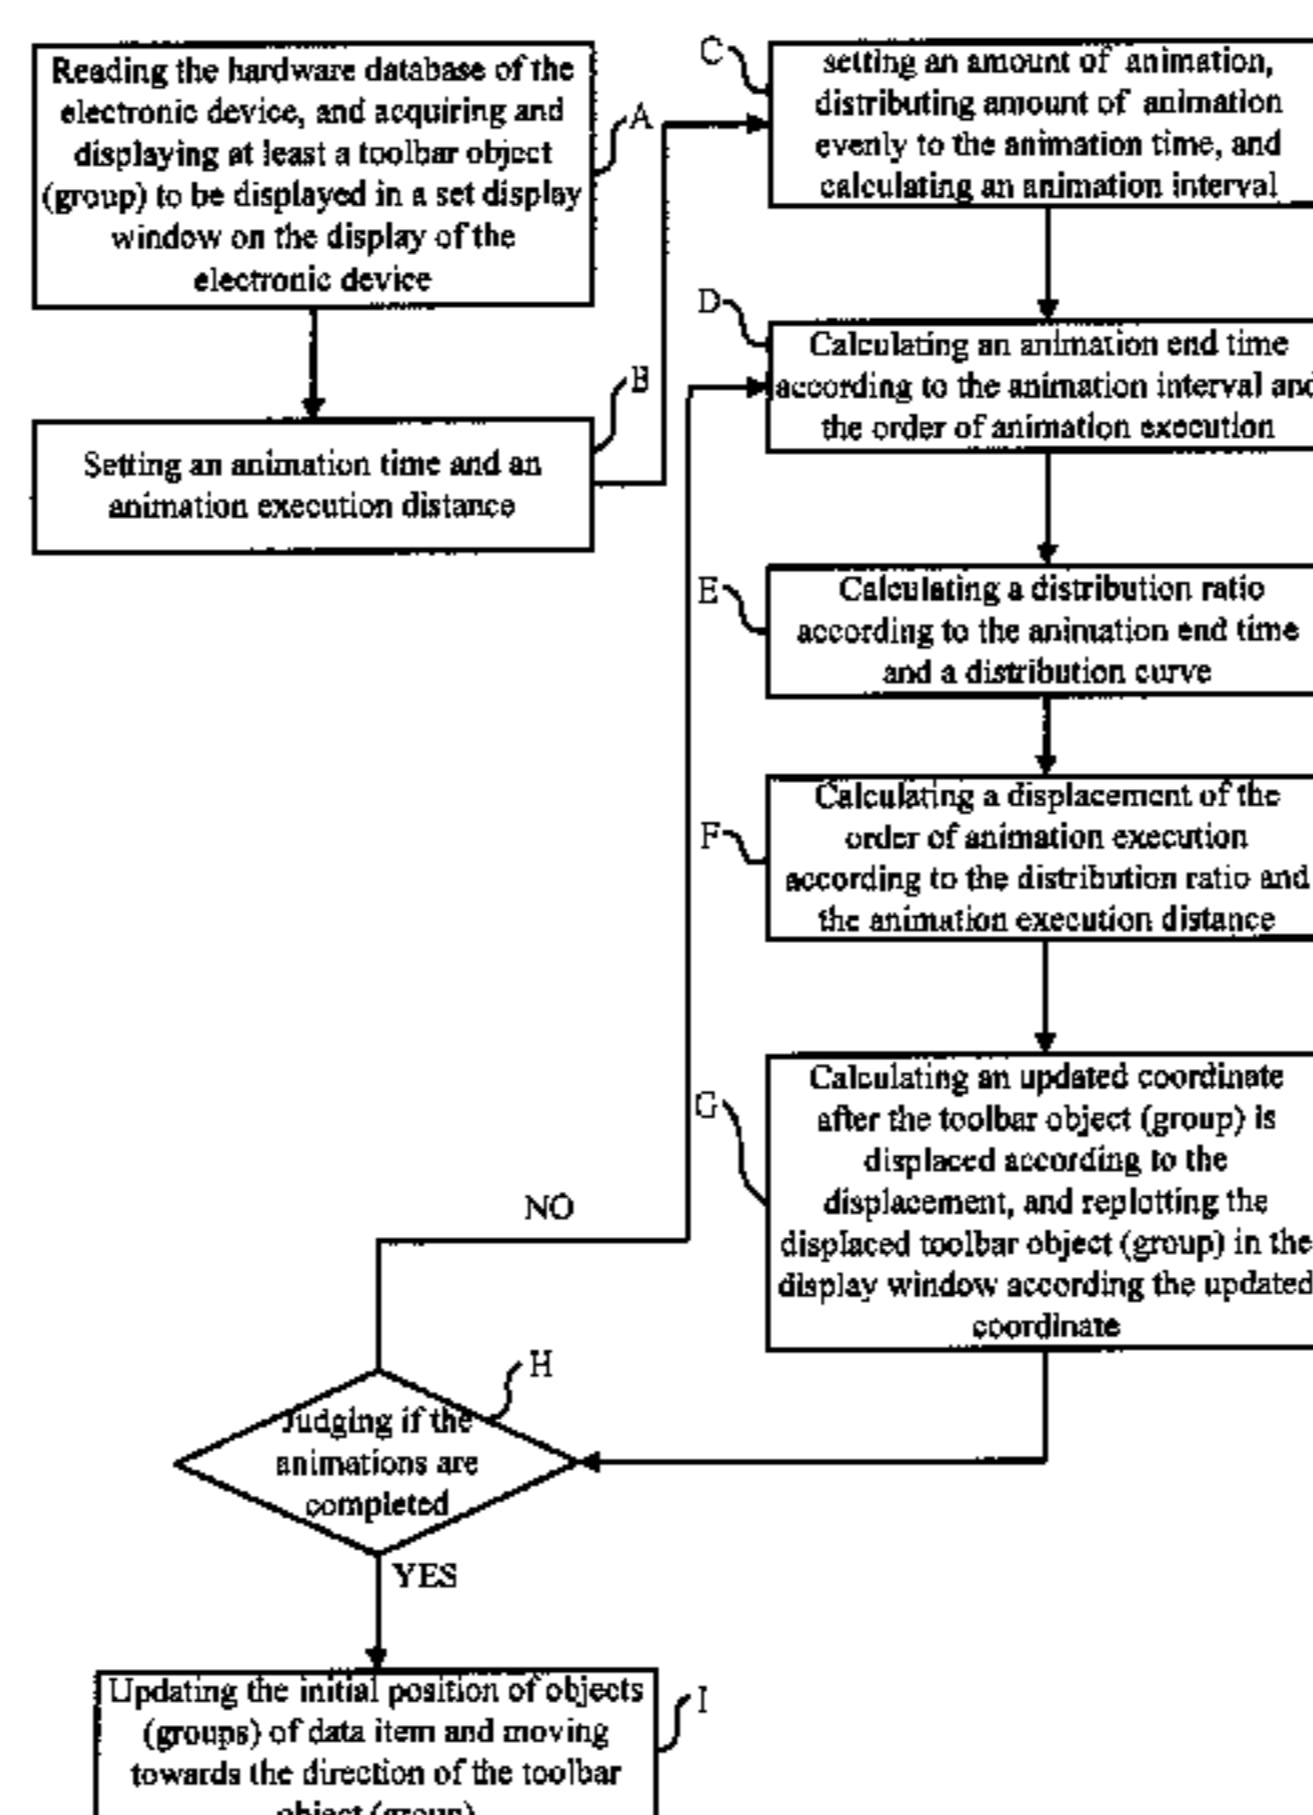 Reading the hardware database of the
electronic device, and acquiring and
displaying at least a toolbar object
(group) to be displayed in a set display
window on the display of the
electronic device
A
Setting an animation time and an
animation execution distance
B
C
setting an amount of animation,
distributing amount of animation
evenly to the animation time, and
calculating an animation interval
D
Calculating an animation end time
according to the animation interval and
the order of animation execution
E
Calculating a distribution ratio
according to the animation end time
and a distribution curve
F
Calculating a displacement of the
order of animation execution
according to the distribution ratio and
the animation execution distance
G
Calculating an updated coordinate
after the toolbar object (group) is
displaced according to the
displacement, and replotting the
displaced toolbar object (group) in the
display window according the updated
coordinate
NO
H
Judging if the
animations are
completed
YES
Updating the initial position of objects
(groups) of data item and moving
towards the direction of the toolbar
object (group)
I